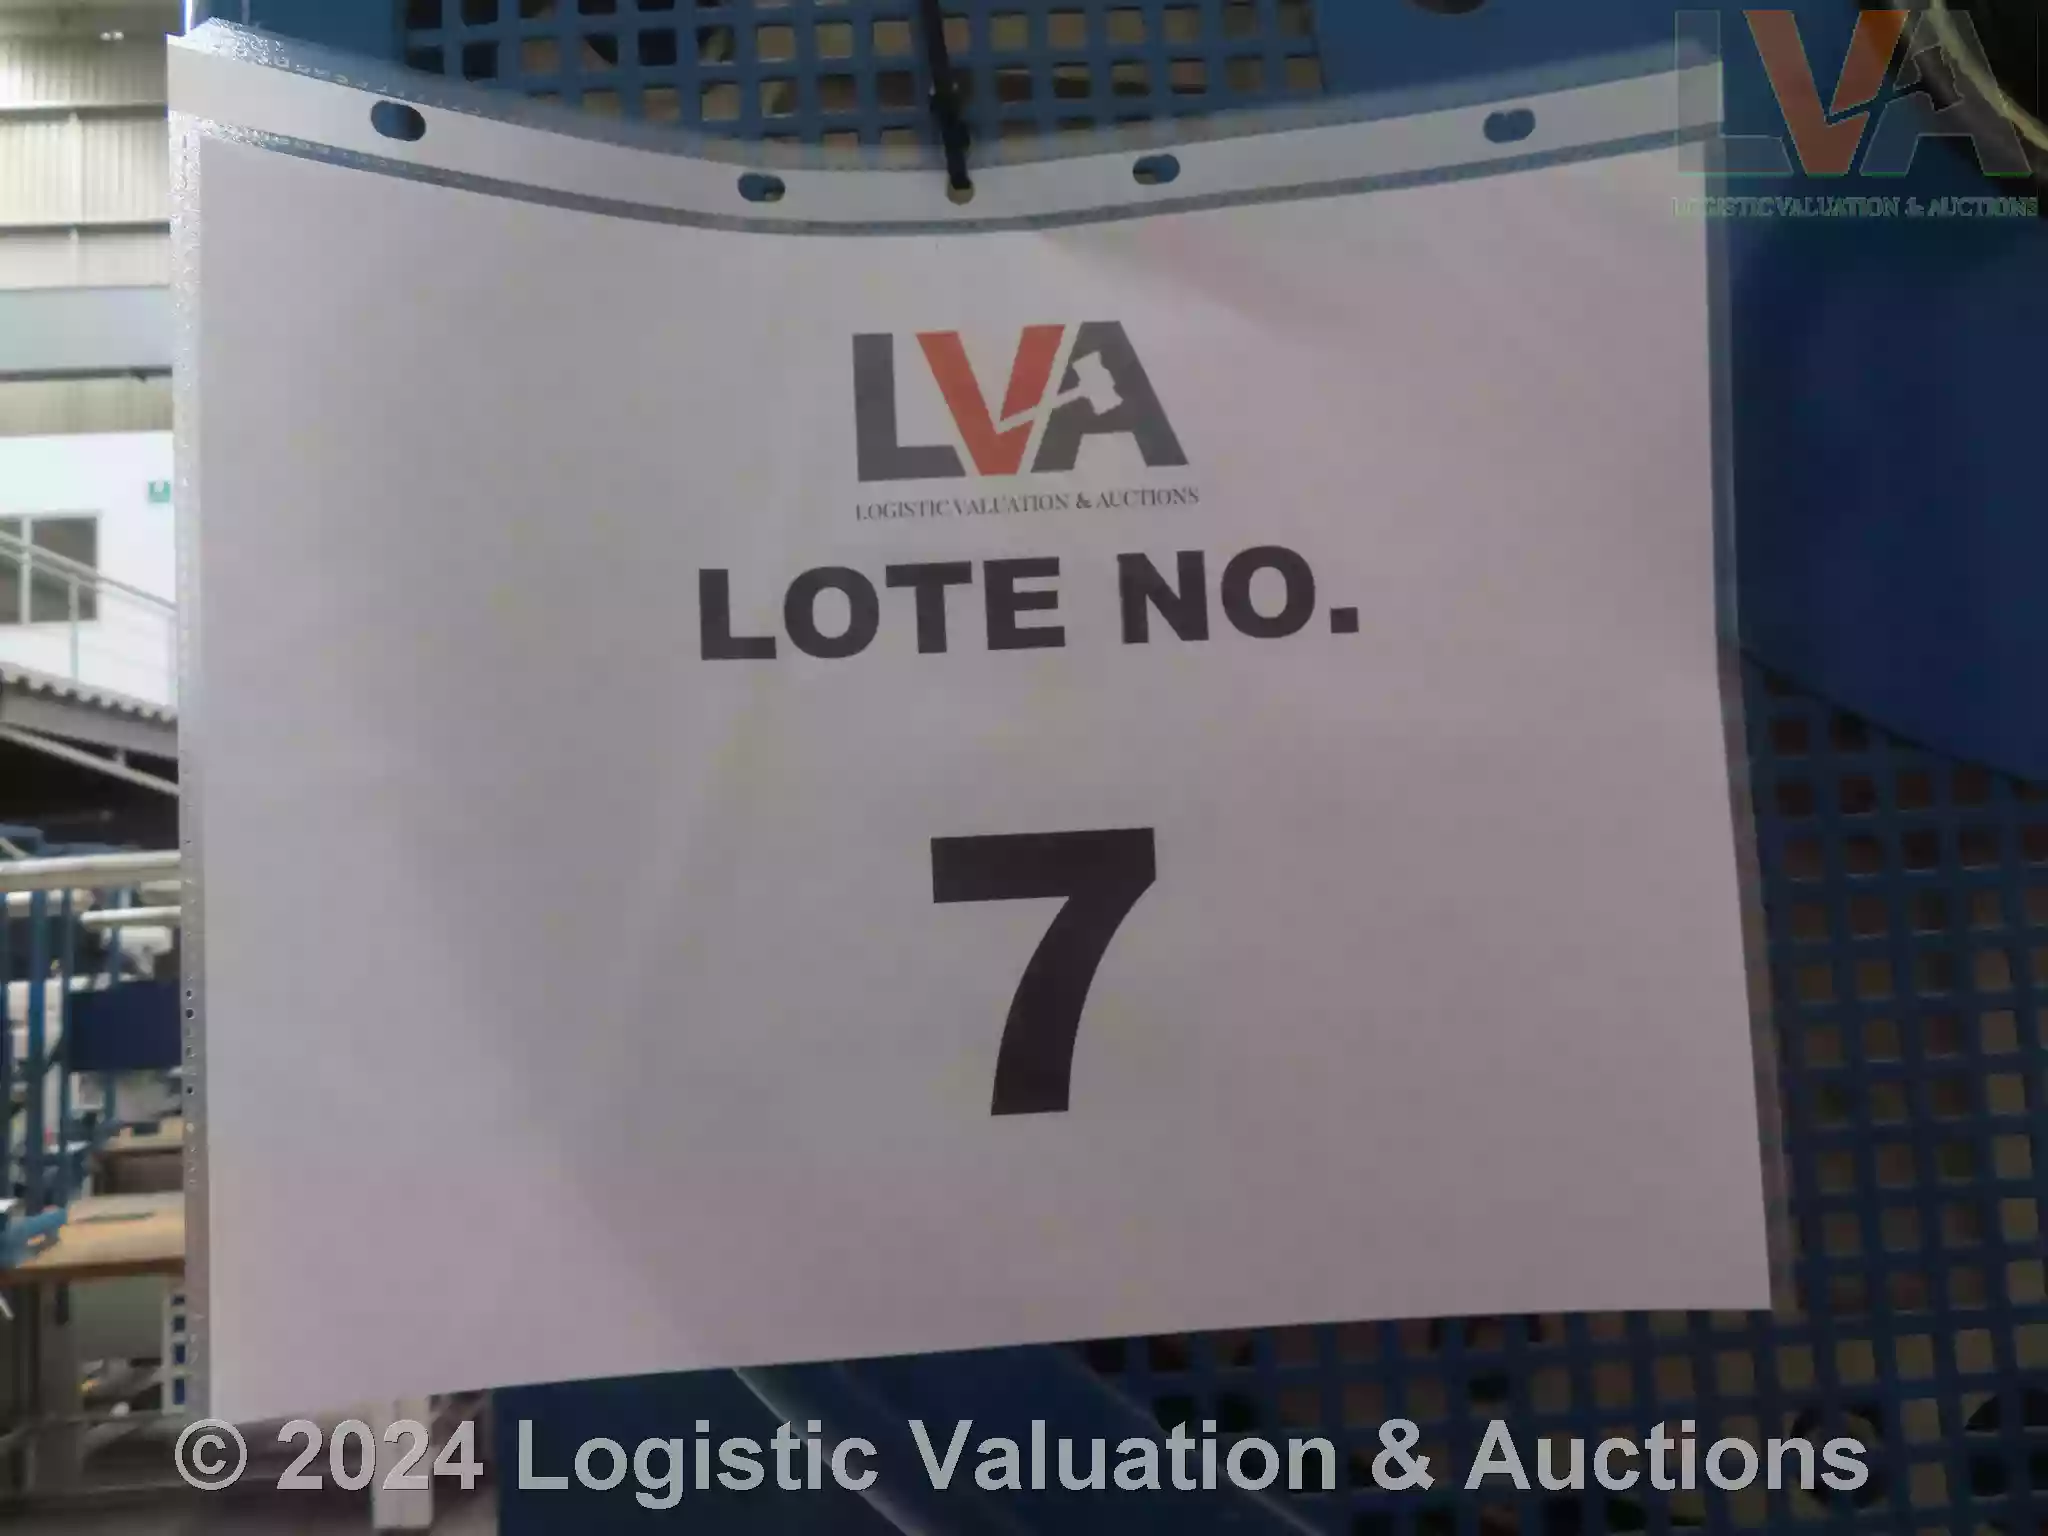 LVA
LOGISTIC VALUATION & AUCTIONS
LVA
LOGISTIC VALUATION & AUCTIONS
LOTE NO.
7
© 2024 Logistic Valuation & Auctions